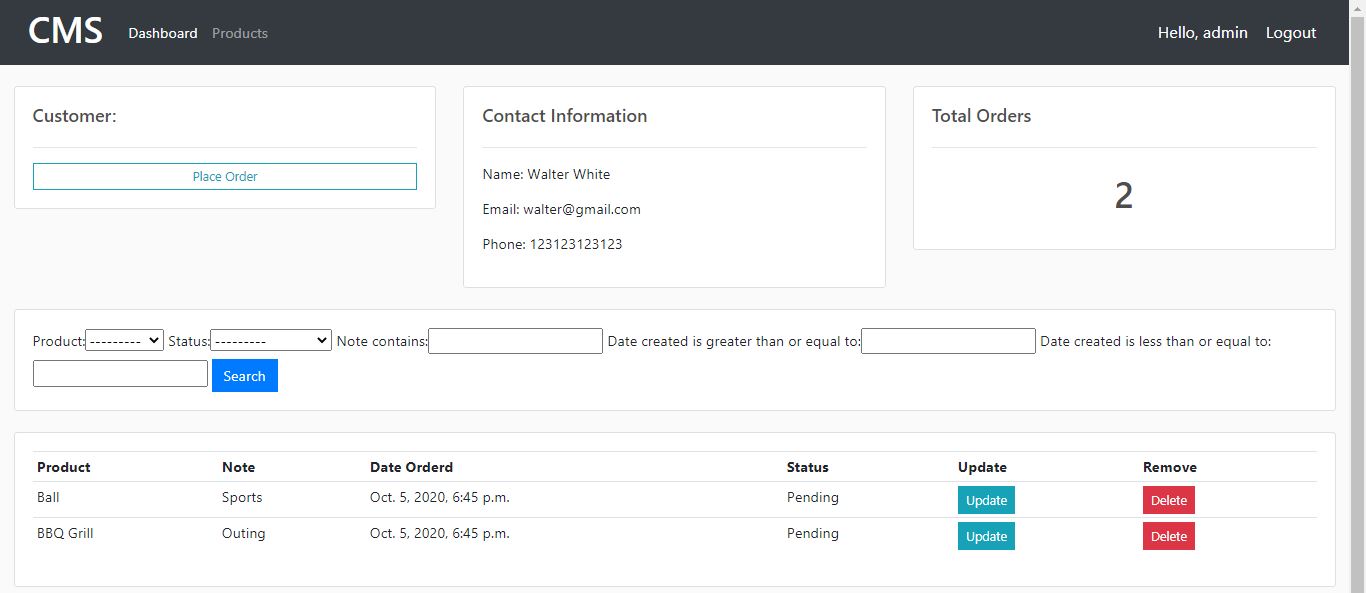 CMS Dashboard Products Hello, admin Logout
Customer:
Place Order
Contact Information
Name: Walter White
Email: walter@gmail.com
Phone: 123123123123
Total Orders
2
Product: --------- Status: --------- Note contains: Date created is greater than or equal to: Date created is less than or equal to:
Search
Product Note Date Orderd Status Update Remove
Ball Sports Oct. 5, 2020, 6:45 p.m. Pending Update Delete
BBQ Grill Outing Oct. 5, 2020, 6:45 p.m. Pending Update Delete